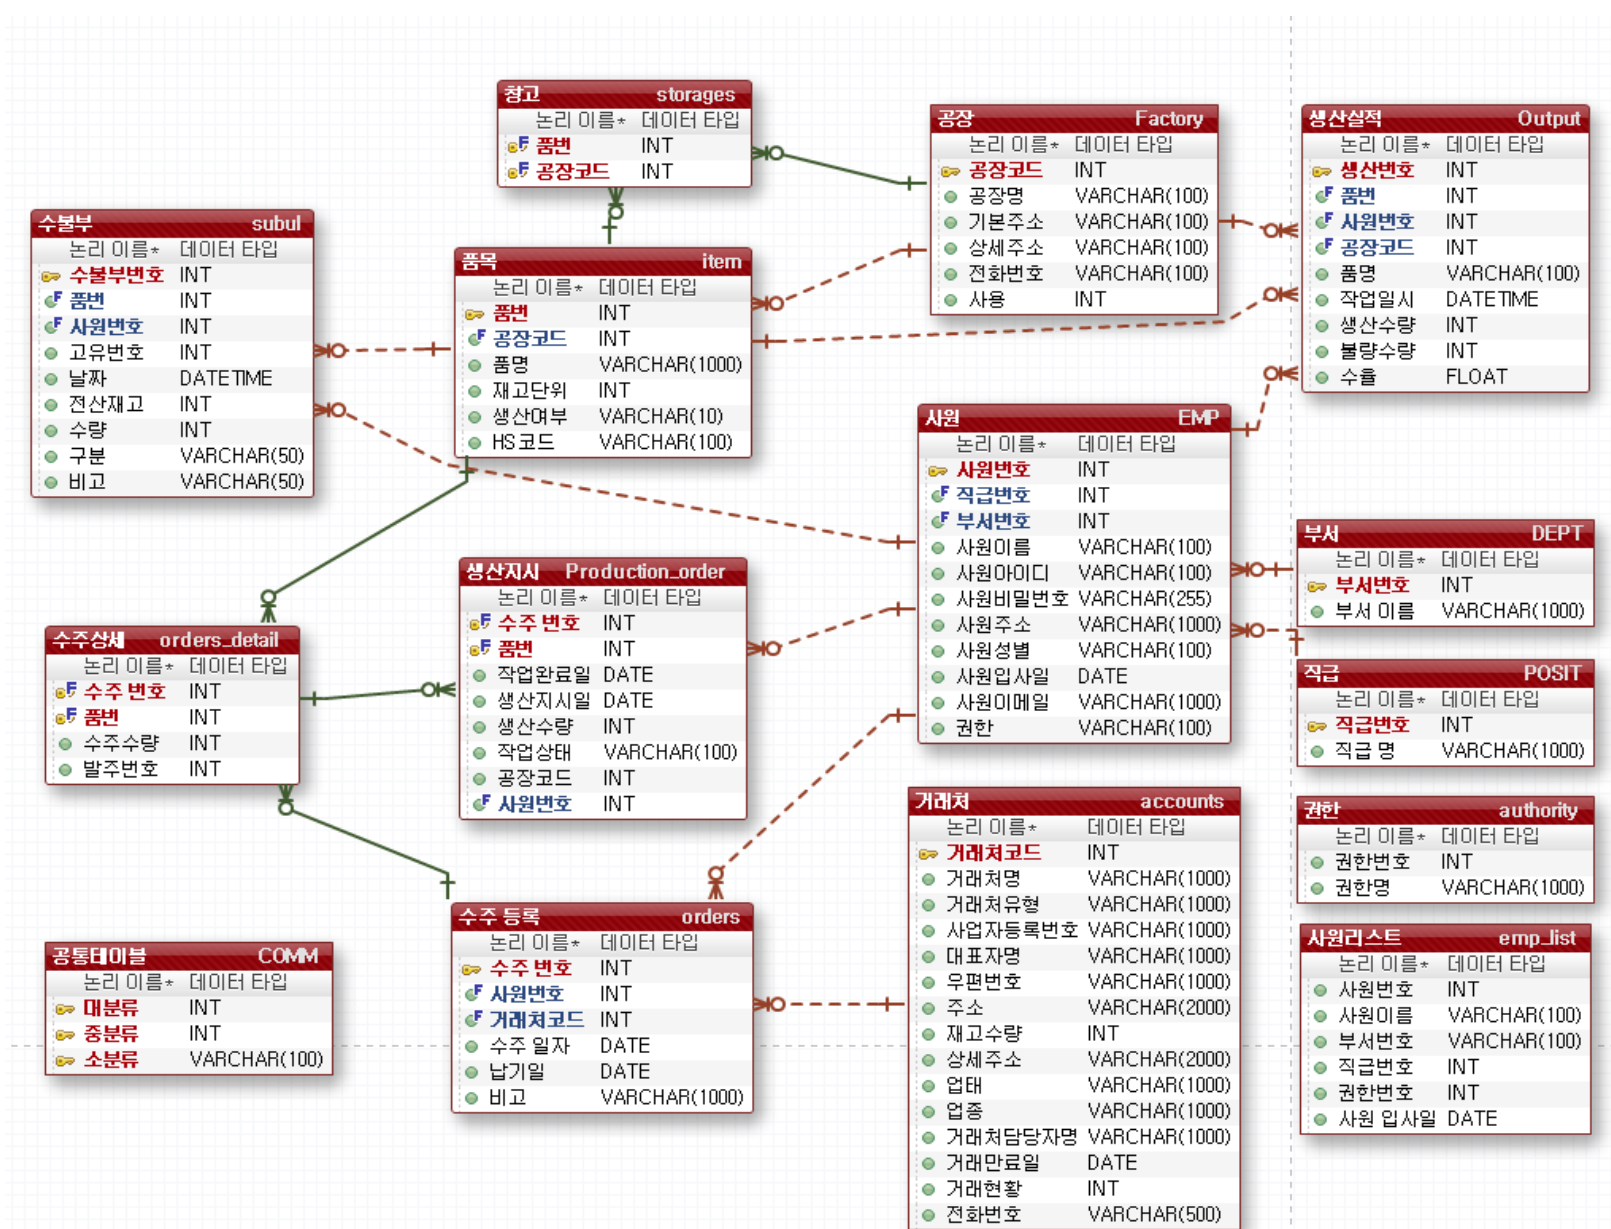 창고 storages
논리 이름* 데이터 타입
품번 INT
공장코드 INT
공장 Factory
논리 이름* 데이터 타입
공장코드 INT
공장명 VARCHAR(100)
기본주소 VARCHAR(100)
상세주소 VARCHAR(100)
전화번호 VARCHAR(100)
사용 INT
생산실적 Output
논리 이름* 데이터 타입
생산번호 INT
품번 INT
사원번호 INT
공장코드 INT
품명 VARCHAR(100)
작업일시 DATETIME
생산수량 INT
불량수량 INT
수율 FLOAT
수불부 subul
논리 이름* 데이터 타입
수불부번호 INT
품번 INT
사원번호 INT
고유번호 INT
날짜 DATETIME
전산재고 INT
수량 INT
구분 VARCHAR(50)
비고 VARCHAR(50)
품목 item
논리 이름* 데이터 타입
품번 INT
공장코드 INT
품명 VARCHAR(1000)
재고단위 INT
생산여부 VARCHAR(10)
HS코드 VARCHAR(100)
사원 EMP
논리 이름* 데이터 타입
사원번호 INT
직급번호 INT
부서번호 INT
사원이름 VARCHAR(100)
사원아이디 VARCHAR(100)
사원비밀번호 VARCHAR(255)
사원주소 VARCHAR(1000)
사원성별 VARCHAR(100)
사원입사일 DATE
사원이메일 VARCHAR(1000)
권한 VARCHAR(100)
부서 DEPT
논리 이름* 데이터 타입
부서번호 INT
부서 이름 VARCHAR(1000)
직급 POSIT
논리 이름* 데이터 타입
직급번호 INT
직급 명 VARCHAR(1000)
생산지시 Production_order
논리 이름* 데이터 타입
수주 번호 INT
품번 INT
작업완료일 DATE
생산지시일 DATE
생산수량 INT
작업상태 VARCHAR(100)
공장코드 INT
사원번호 INT
수주상세 orders_detail
논리 이름* 데이터 타입
수주 번호 INT
품번 INT
수주수량 INT
발주번호 INT
거래처 accounts
논리 이름* 데이터 타입
거래처코드 INT
거래처명 VARCHAR(1000)
거래처유형 VARCHAR(1000)
사업자등록번호 VARCHAR(1000)
대표자명 VARCHAR(1000)
우편번호 VARCHAR(1000)
주소 VARCHAR(2000)
재고수량 INT
상세주소 VARCHAR(2000)
업태 VARCHAR(1000)
업종 VARCHAR(1000)
거래처담당자명 VARCHAR(1000)
거래만료일 DATE
거래현황 INT
전화번호 VARCHAR(500)
권한 authority
논리 이름* 데이터 타입
권한번호 INT
권한명 VARCHAR(1000)
수주 등록 orders
논리 이름* 데이터 타입
수주 번호 INT
사원번호 INT
거래처코드 INT
수주 일자 DATE
납기일 DATE
비고 VARCHAR(1000)
공통테이블 COMM
논리 이름* 데이터 타입
대분류 INT
중분류 INT
소분류 VARCHAR(100)
사원리스트 emp_list
논리 이름* 데이터 타입
사원번호 INT
사원이름 VARCHAR(100)
부서번호 VARCHAR(100)
직급번호 INT
권한번호 INT
사원 입사일 DATE